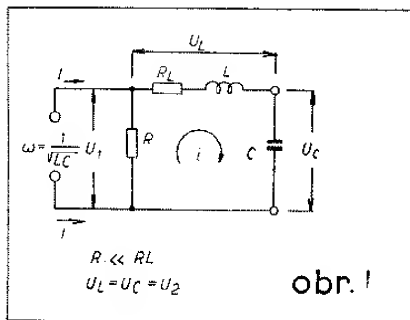 U_L
I
R_L
L
ω = 1/√LC
U_1
R
i
C
U_C
I
R << RL
U_L = U_C = U_2
obr. 1